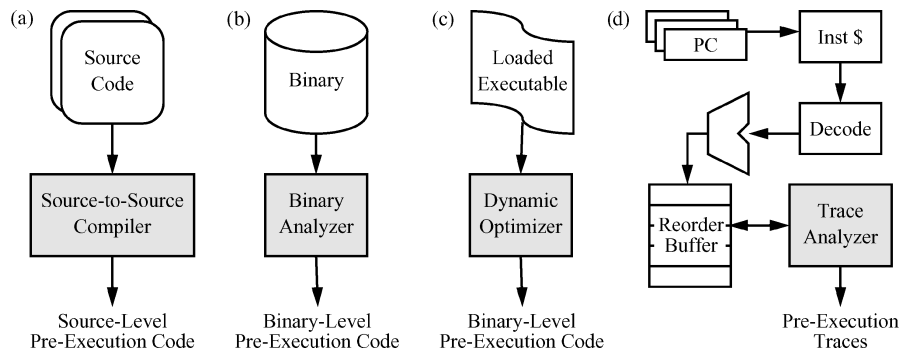 (a)
Source
Code
Source-to-Source
Compiler
Source-Level
Pre-Execution Code
(b)
Binary
Binary
Analyzer
Binary-Level
Pre-Execution Code
(c)
Loaded
Executable
Dynamic
Optimizer
Binary-Level
Pre-Execution Code
(d)
PC
Inst $
Decode
Reorder
Buffer
Trace
Analyzer
Pre-Execution
Traces